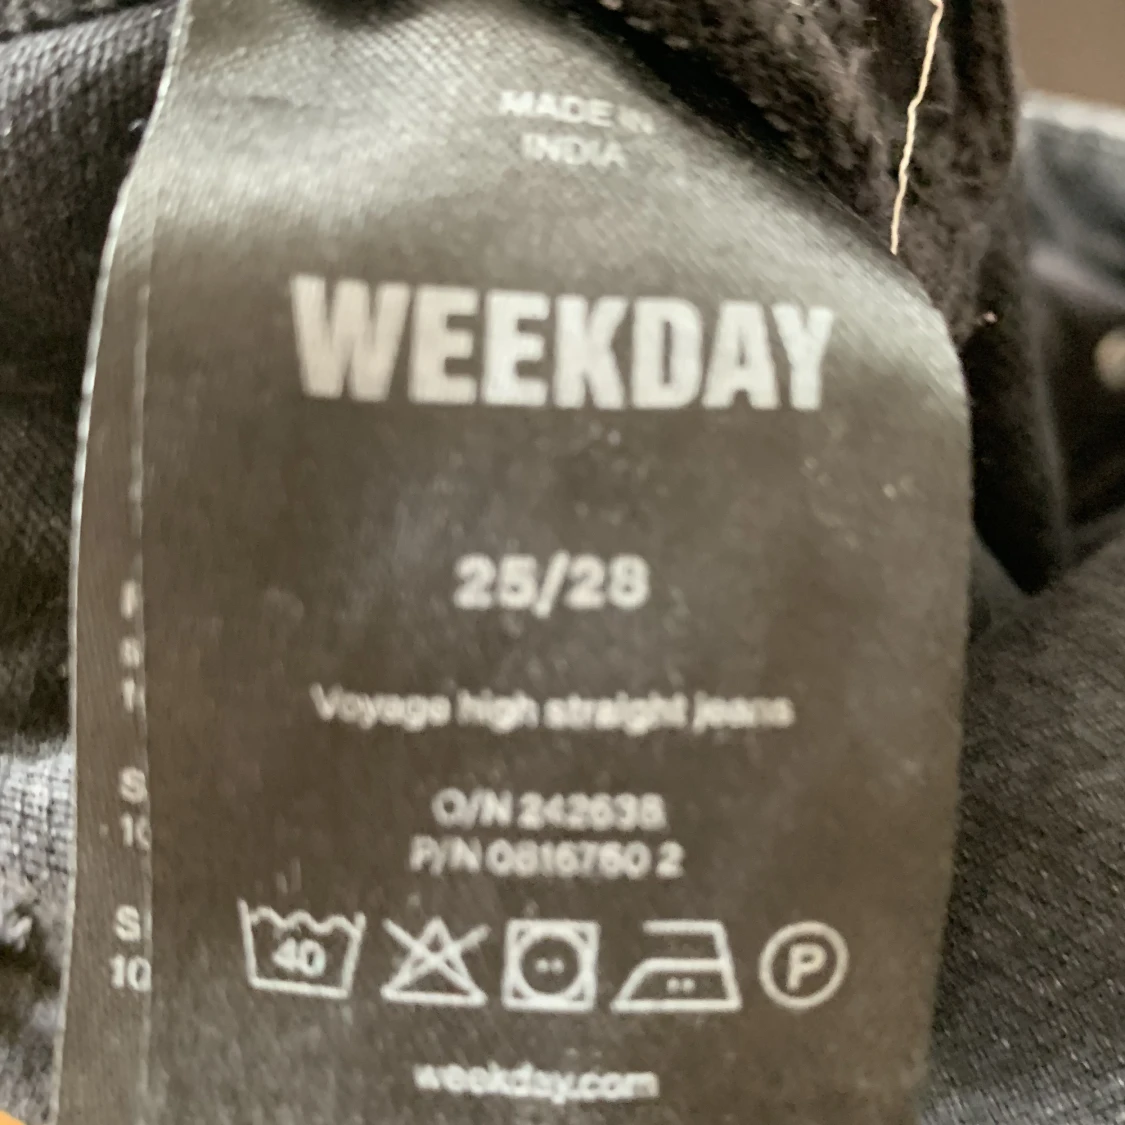 MADE IN
INDIA
WEEKDAY
25/28
Voyage high straight jeans
O/N 242638
P/N 0816760 2
40
P
weekday.com